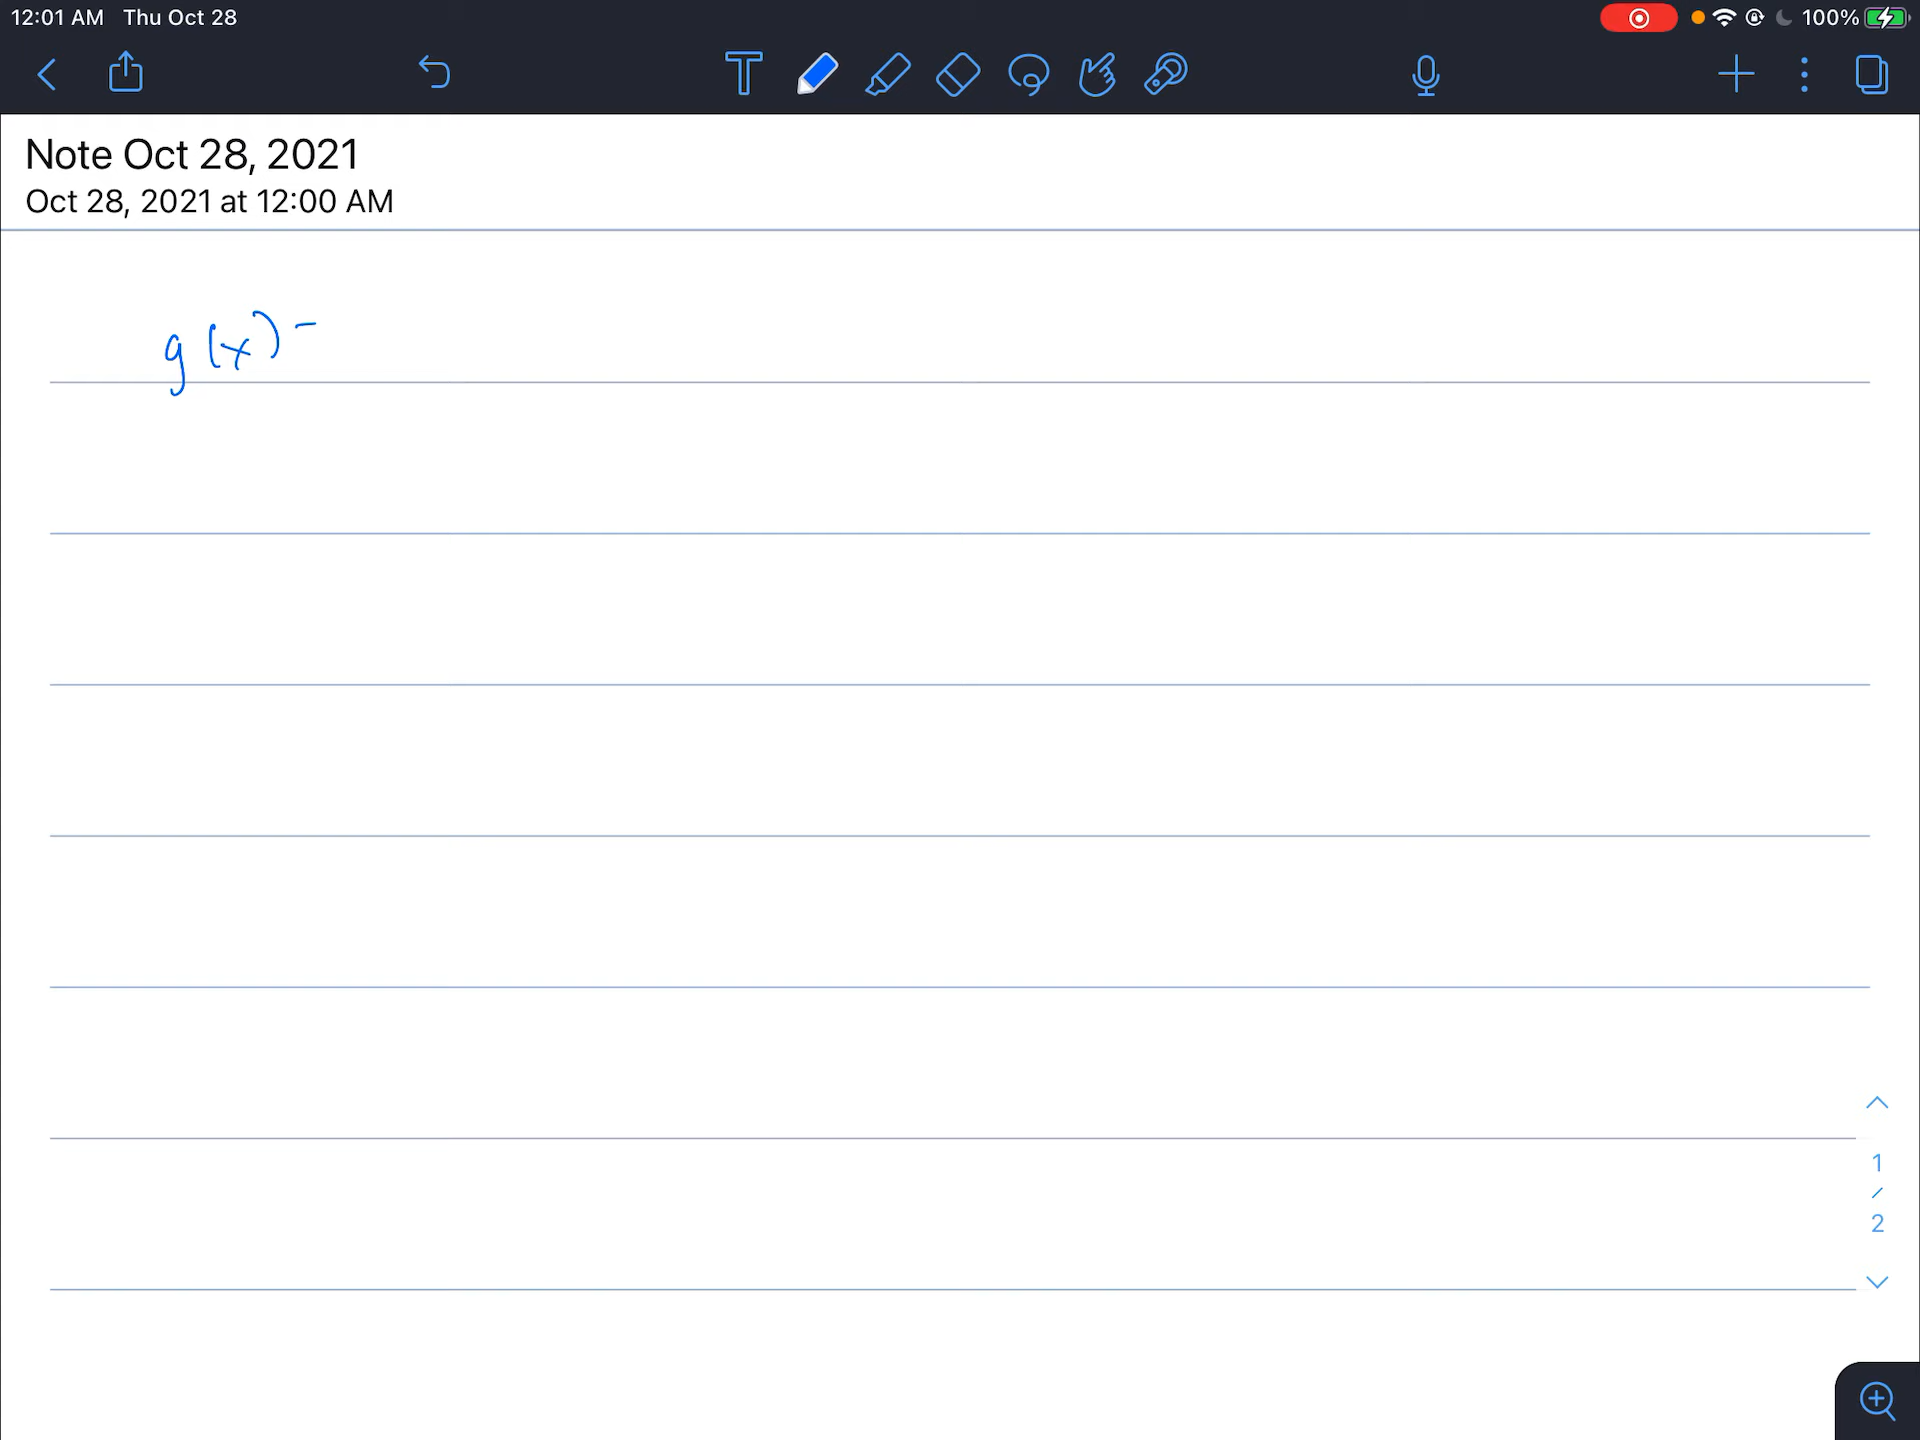 12:01 AM Thu Oct 28 100%
Note Oct 28, 2021
Oct 28, 2021 at 12:00 AM
g(x) -
1
/
2